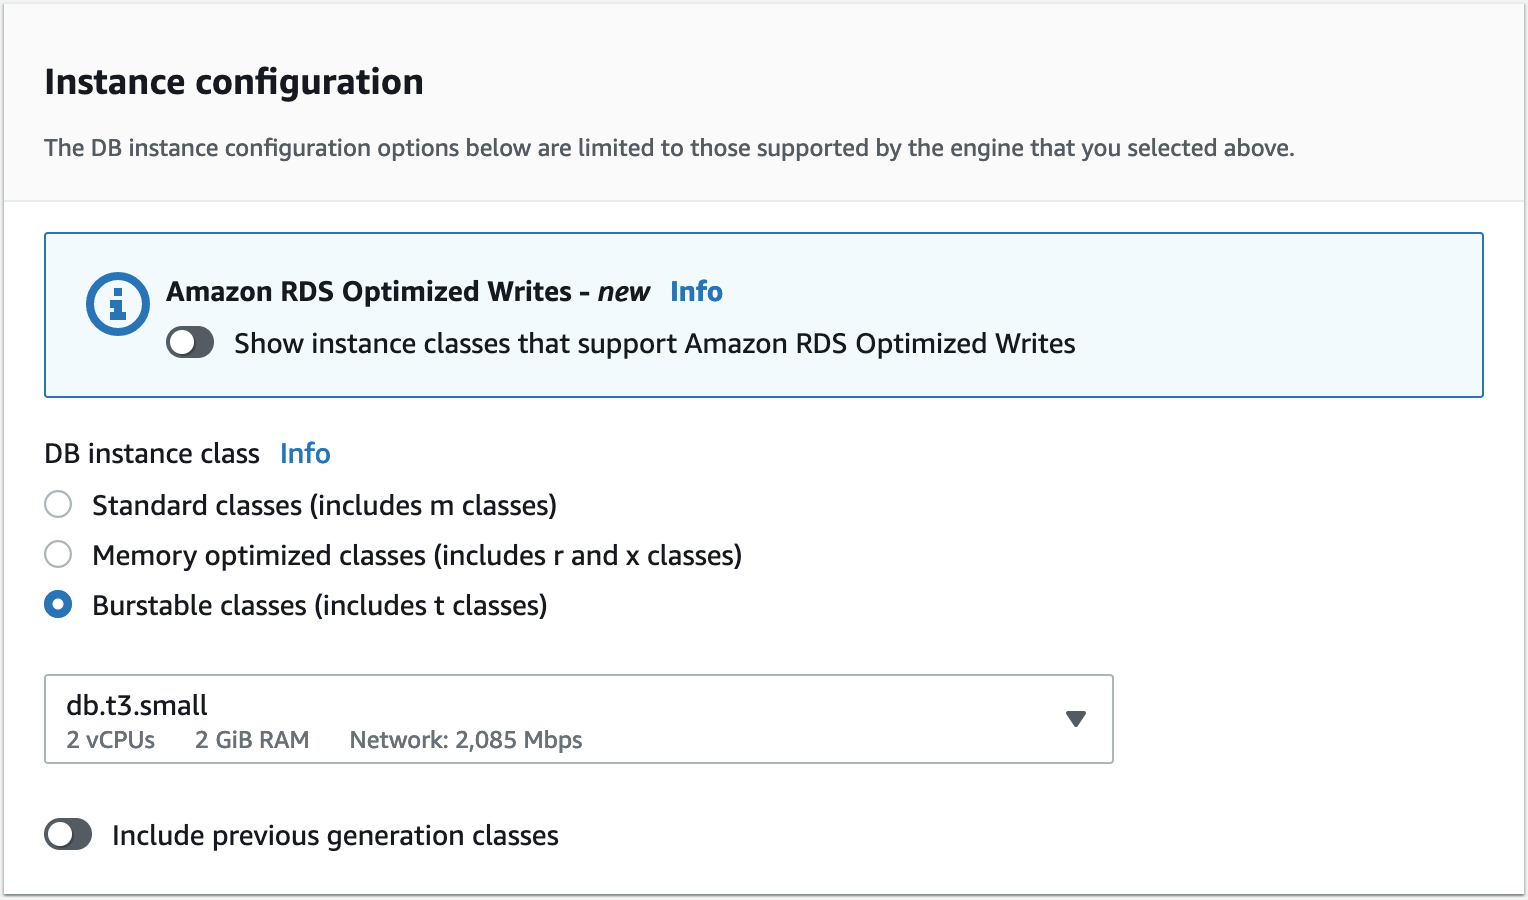 Instance configuration
The DB instance configuration options below are limited to those supported by the engine that you selected above.
Amazon RDS Optimized Writes - new Info
Show instance classes that support Amazon RDS Optimized Writes
DB instance class Info
Standard classes (includes m classes)
Memory optimized classes (includes r and x classes)
Burstable classes (includes t classes)
db.t3.small
2 vCPUs 2 GiB RAM Network: 2,085 Mbps
Include previous generation classes